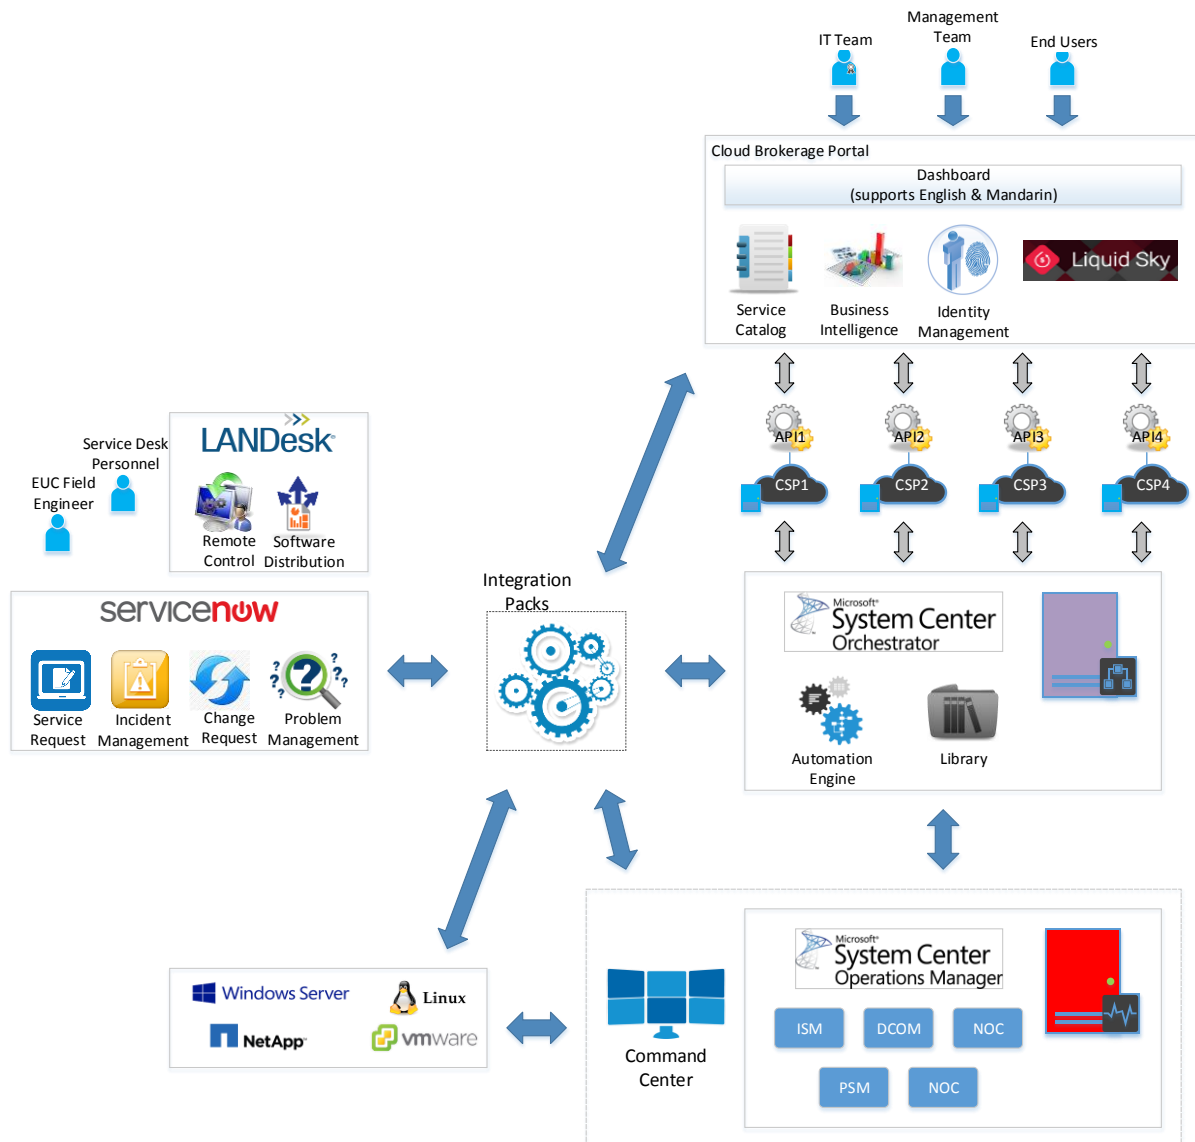 IT Team
Management
Team
End Users
Cloud Brokerage Portal
Dashboard
(supports English & Mandarin)
Liquid Sky
Service
Catalog
Business
Intelligence
Identity
Management
API1
API2
API3
API4
CSP1
CSP2
CSP3
CSP4
Service Desk
Personnel
EUC Field
Engineer
LANDesk®
Remote
Control
Software
Distribution
servicenow
Service
Request
Incident
Management
Change
Request
Problem
Management
Integration
Packs
Microsoft®
System Center
Orchestrator
Automation
Engine
Library
Windows Server
Linux
NetApp™
vmware
Command
Center
Microsoft®
System Center
Operations Manager
ISM
DCOM
NOC
PSM
NOC